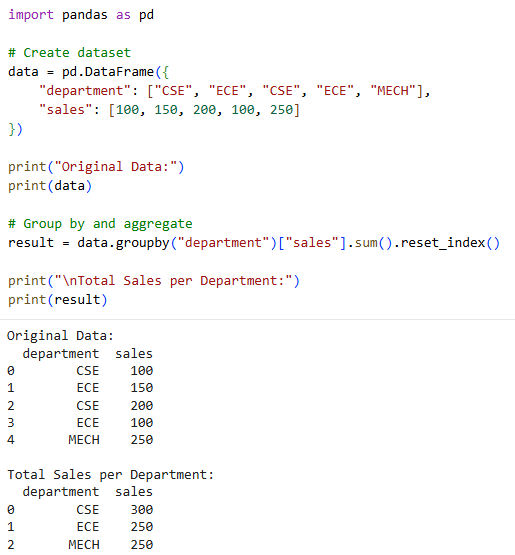 import pandas as pd

# Create dataset
data = pd.DataFrame({
    "department": ["CSE", "ECE", "CSE", "ECE", "MECH"],
    "sales": [100, 150, 200, 100, 250]
})

print("Original Data:")
print(data)

# Group by and aggregate
result = data.groupby("department")["sales"].sum().reset_index()

print("\nTotal Sales per Department:")
print(result)

Original Data:
  department  sales
0        CSE    100
1        ECE    150
2        CSE    200
3        ECE    100
4       MECH    250

Total Sales per Department:
  department  sales
0        CSE    300
1        ECE    250
2       MECH    250